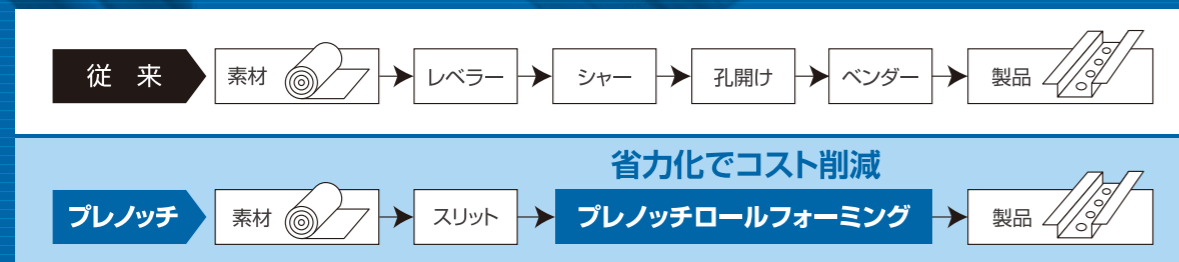 従来 素材 レベラー シャー 孔開け ベンダー 製品
省力化でコスト削減
プレノッチ 素材 スリット プレノッチロールフォーミング 製品